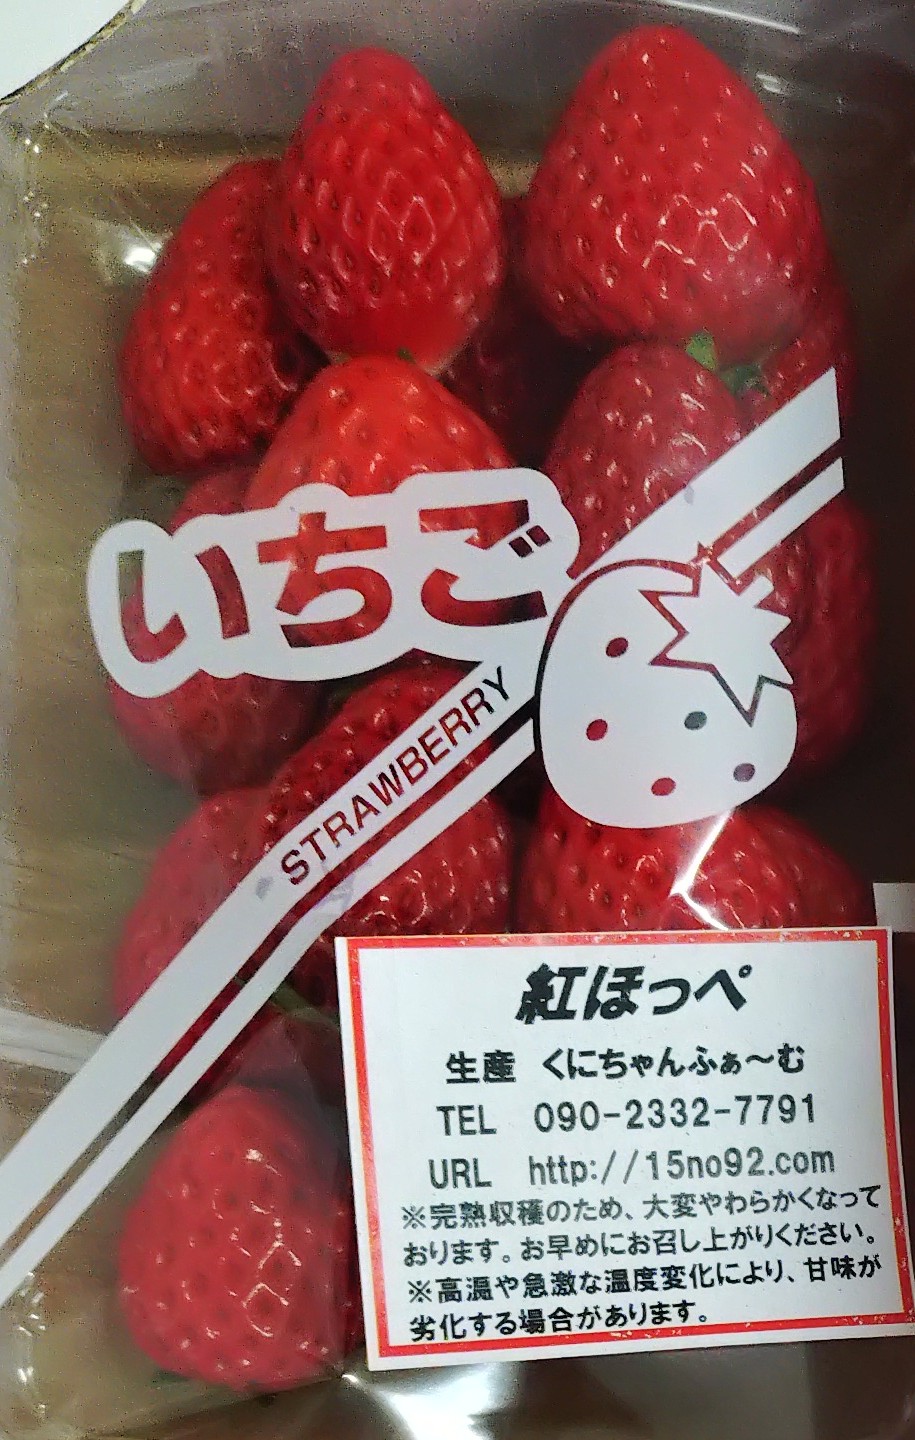 いちご
STRAWBERRY
紅ほっぺ
生産 くにちゃんふぁ～む
TEL 090-2332-7791
URL http://15no92.com
※完熟収穫のため、大変やわらかくなって
おります。お早めにお召し上がりください。
※高温や急激な温度変化により、甘味が
劣化する場合があります。